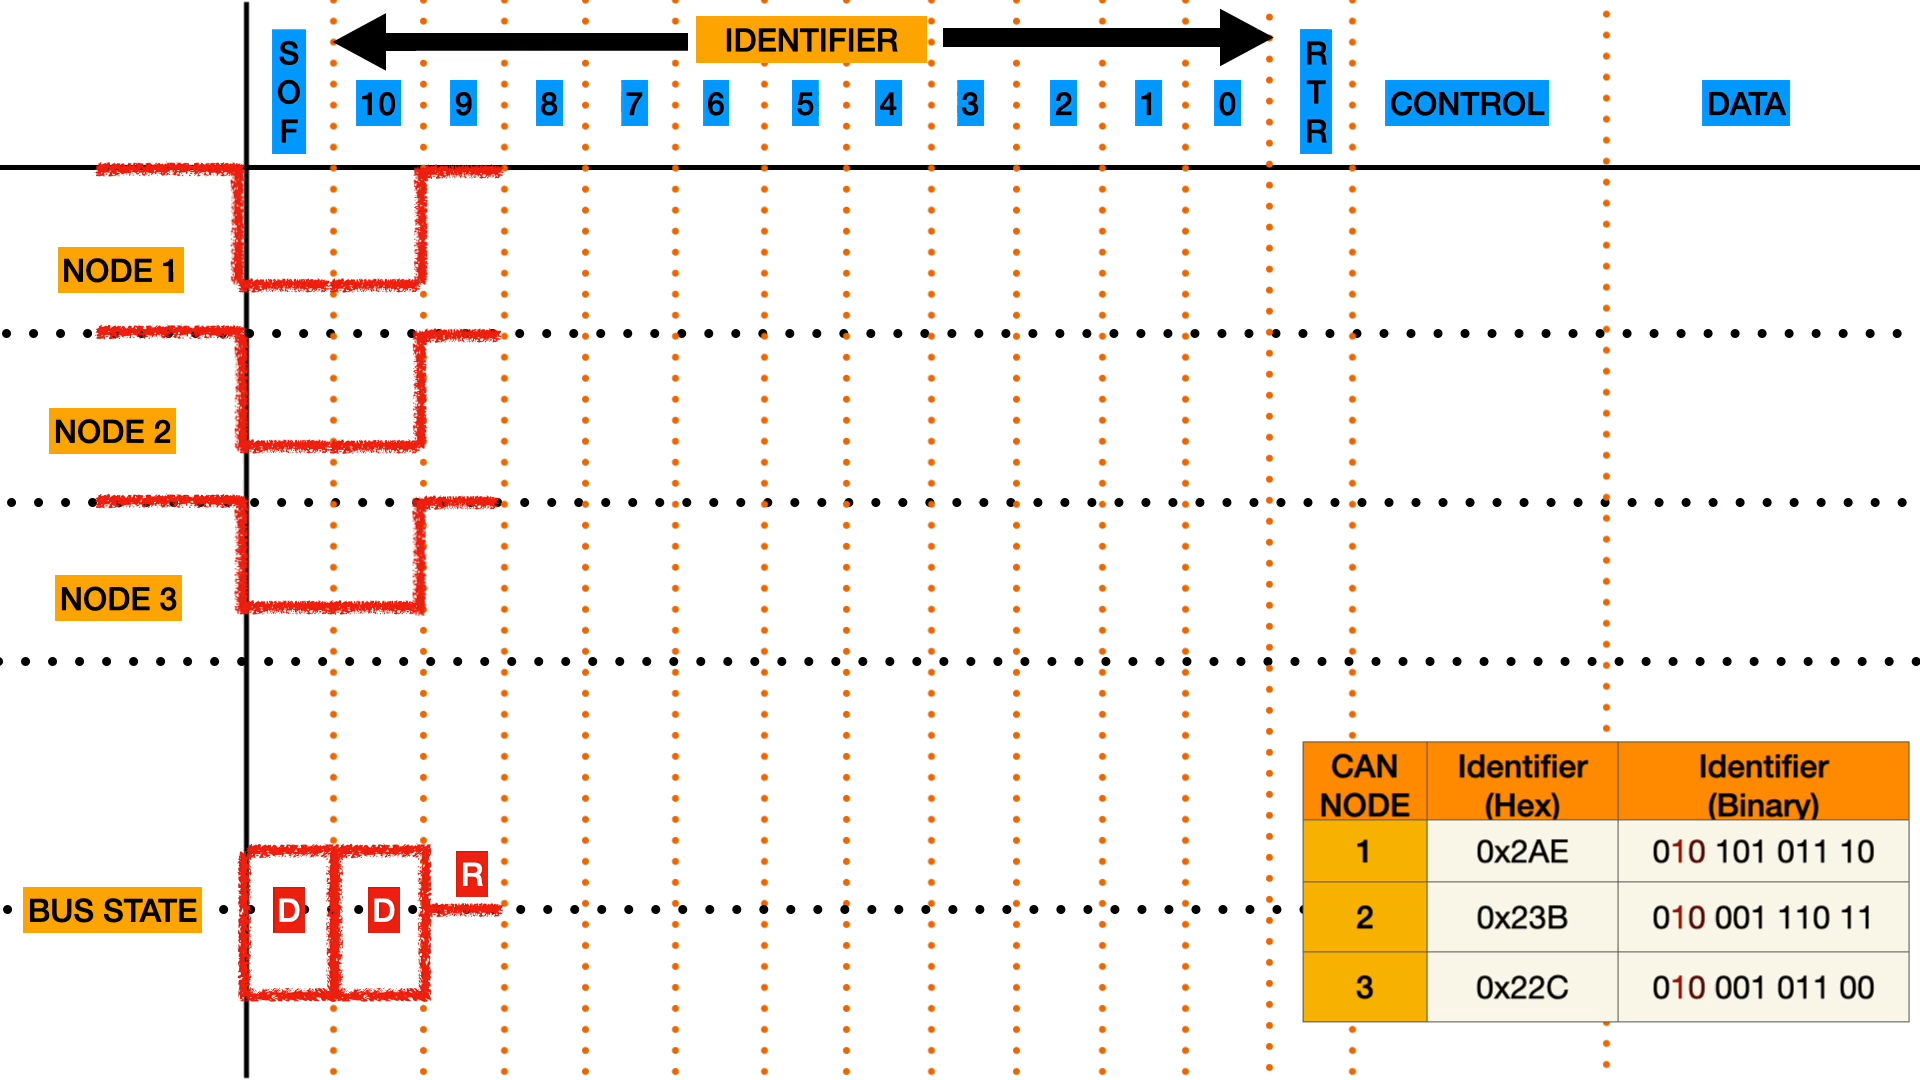 SOF
IDENTIFIER
RTR
10 9 8 7 6 5 4 3 2 1 0
CONTROL
DATA
NODE 1
NODE 2
NODE 3
BUS STATE
D
D
R
CAN NODE
Identifier (Hex)
Identifier (Binary)
1 0x2AE 010 101 011 10
2 0x23B 010 001 110 11
3 0x22C 010 001 011 00